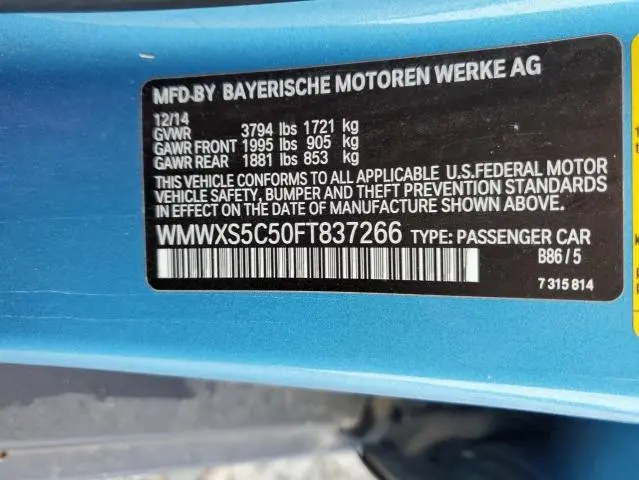 MFD.BY BAYERISCHE MOTOREN WERKE AG
12/14
GVWR 3794 lbs 1721 kg
GAWR FRONT 1995 lbs 905 kg
GAWR REAR 1881 lbs 853 kg
THIS VEHICLE CONFORMS TO ALL APPLICABLE U.S.FEDERAL MOTOR
VEHICLE SAFETY, BUMPER AND THEFT PREVENTION STANDARDS
IN EFFECT ON THE DATE OF MANUFACTURE SHOWN ABOVE.
WMWXS5C50FT837266 TYPE: PASSENGER CAR
B86/5
7 315 814